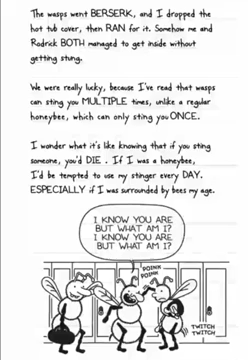 The wasps went BERSERK, and I dropped the
hot tub cover, then RAN for it. Somehow me and
Rodrick BOTH managed to get inside without
getting stung.
We were really lucky, because I've read that wasps
can sting you MULTIPLE times, unlike a regular
honeybee, which can only sting you ONCE.
I wonder what it's like knowing that if you sting
someone, you'd DIE. If I was a honeybee,
I'd be tempted to use my stinger every DAY.
ESPECIALLY if I was surrounded by bees my age.
I KNOW YOU ARE
BUT WHAT AM I?
I KNOW YOU ARE
BUT WHAT AM I?
POINK
POINK
TWITCH
TWITCH